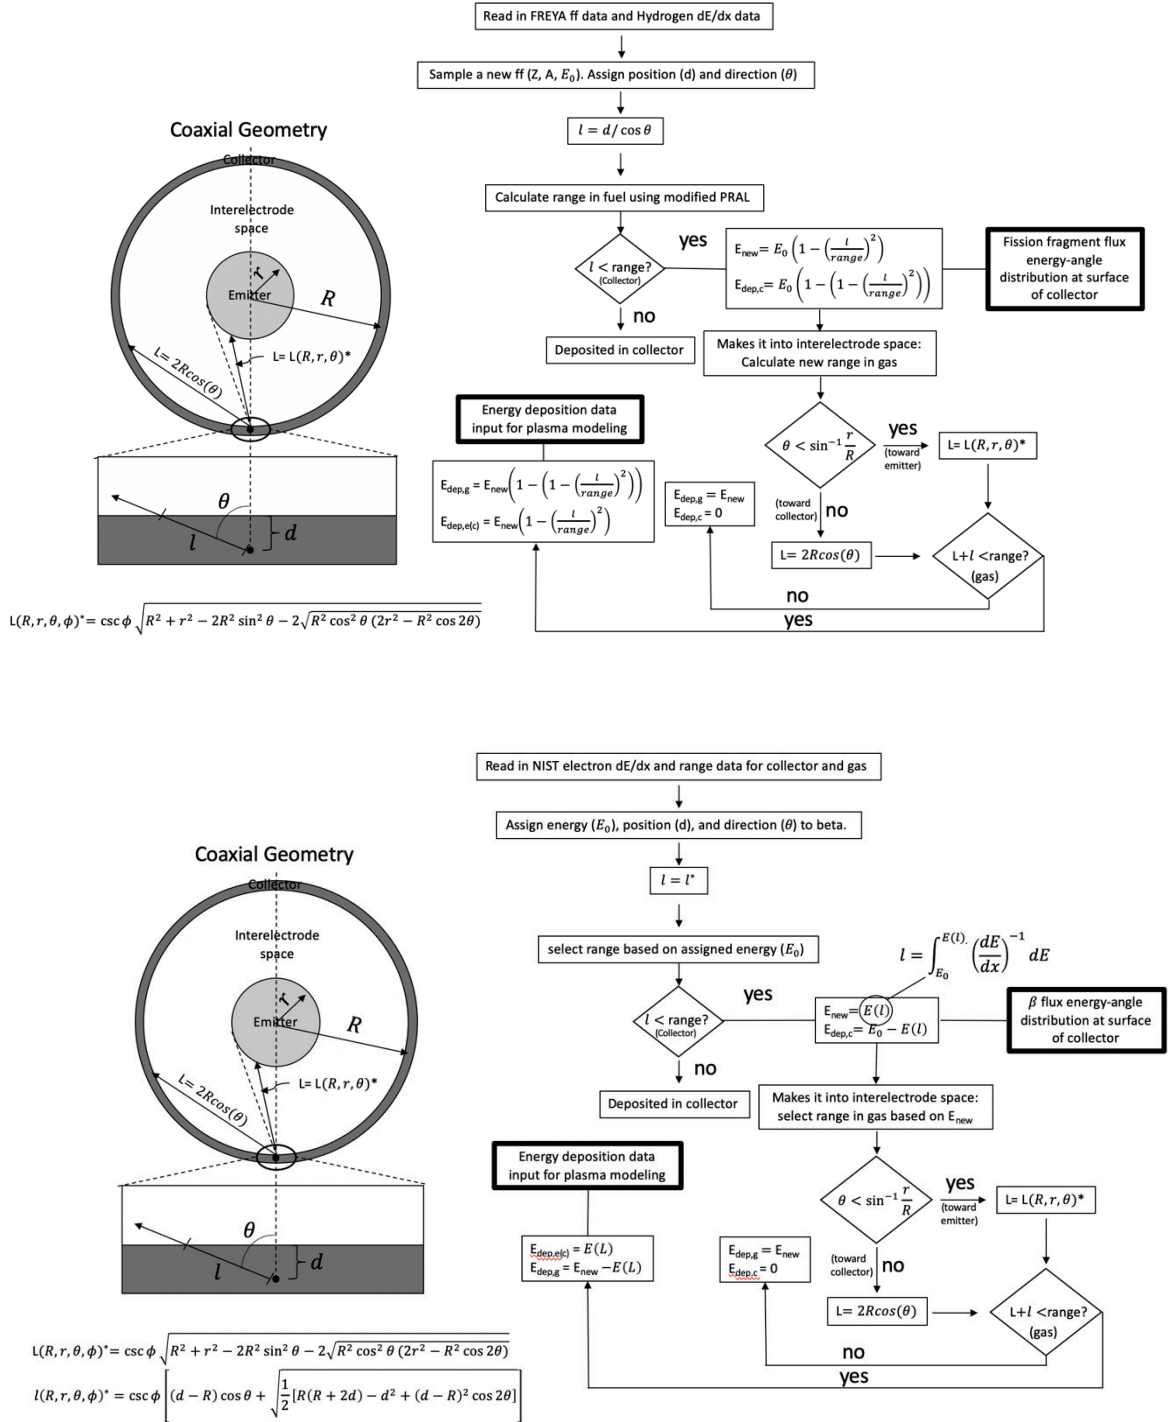 Read in FREYA ff data and Hydrogen dE/dx data
Sample a new ff (Z, A, E₀). Assign position (d) and direction (θ)
l = d/ cos θ
Calculate range in fuel using modified PRAL
l < range?
(Collector)
yes
no
Deposited in collector
E_new = E₀ (1 − (l/range)²)
E_dep,c = E₀ (1 − (1 − (l/range)²))
Fission fragment flux
energy-angle
distribution at surface
of collector
Makes it into interelectrode space:
Calculate new range in gas
θ < sin⁻¹ r/R
yes
(toward
emitter)
L= L(R, r, θ)*
(toward
collector)
no
L= 2Rcos(θ)
L+l <range?
(gas)
no
yes
E_dep,g = E_new
E_dep,c = 0
Energy deposition data
input for plasma modeling
E_dep,g = E_new (1 − (1 − (l/range)²))
E_dep,e(c) = E_new (1 − (l/range)²)
Coaxial Geometry
Collector
Interelectrode
space
r
Emitter
R
L= 2Rcos(θ)
L= L(R, r, θ)*
θ
l
d
L(R, r, θ, ϕ)*= csc ϕ √(R² + r² − 2R² sin² θ − 2√(R² cos² θ (2r² − R² cos 2θ)))
Read in NIST electron dE/dx and range data for collector and gas
Assign energy (E₀), position (d), and direction (θ) to beta.
l = l*
select range based on assigned energy (E₀)
l < range?
(Collector)
yes
no
Deposited in collector
l = ∫_{E₀}^{E(l).} (dE/dx)⁻¹ dE
E_new= E(l)
E_dep,c= E₀ − E(l)
β flux energy-angle
distribution at surface
of collector
Makes it into interelectrode space:
select range in gas based on E_new
θ < sin⁻¹ r/R
yes
(toward
emitter)
L= L(R, r, θ)*
(toward
collector)
no
L= 2Rcos(θ)
L+l <range?
(gas)
no
yes
E_dep,g = E_new
E_dep,c = 0
Energy deposition data
input for plasma modeling
E_dep,e(c) = E(L)
E_dep,g = E_new −E(L)
Coaxial Geometry
Collector
Interelectrode
space
r
Emitter
R
L= 2Rcos(θ)
L= L(R, r, θ)*
θ
l
d
L(R, r, θ, ϕ)*= csc ϕ √(R² + r² − 2R² sin² θ − 2√(R² cos² θ (2r² − R² cos 2θ)))
l(R, r, θ, ϕ)* = csc ϕ [(d − R) cos θ + √(1/2 [R(R + 2d) − d² + (d − R)² cos 2θ])]